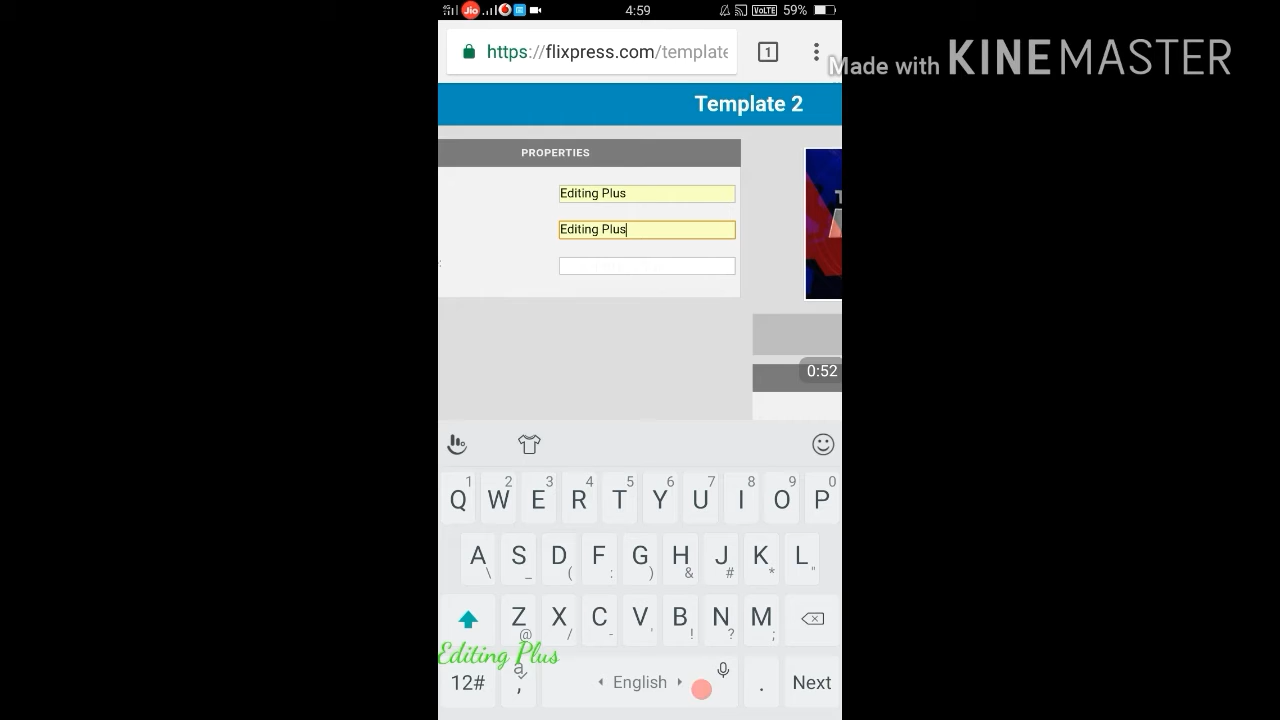 Jio 4:59 VoLTE 59%
https://flixpress.com/template
1
Made with KINEMASTER
Template 2
PROPERTIES
Editing Plus
Editing Plus
0:52
1 2 3 4 5 6 7 8 9 0
Q W E R T Y U I O P
A S D F G H J K L
\ _ ( : ) & # * "
Z X C V B N M
@ / - ' ! ? ;
Editing Plus
12# , English . Next